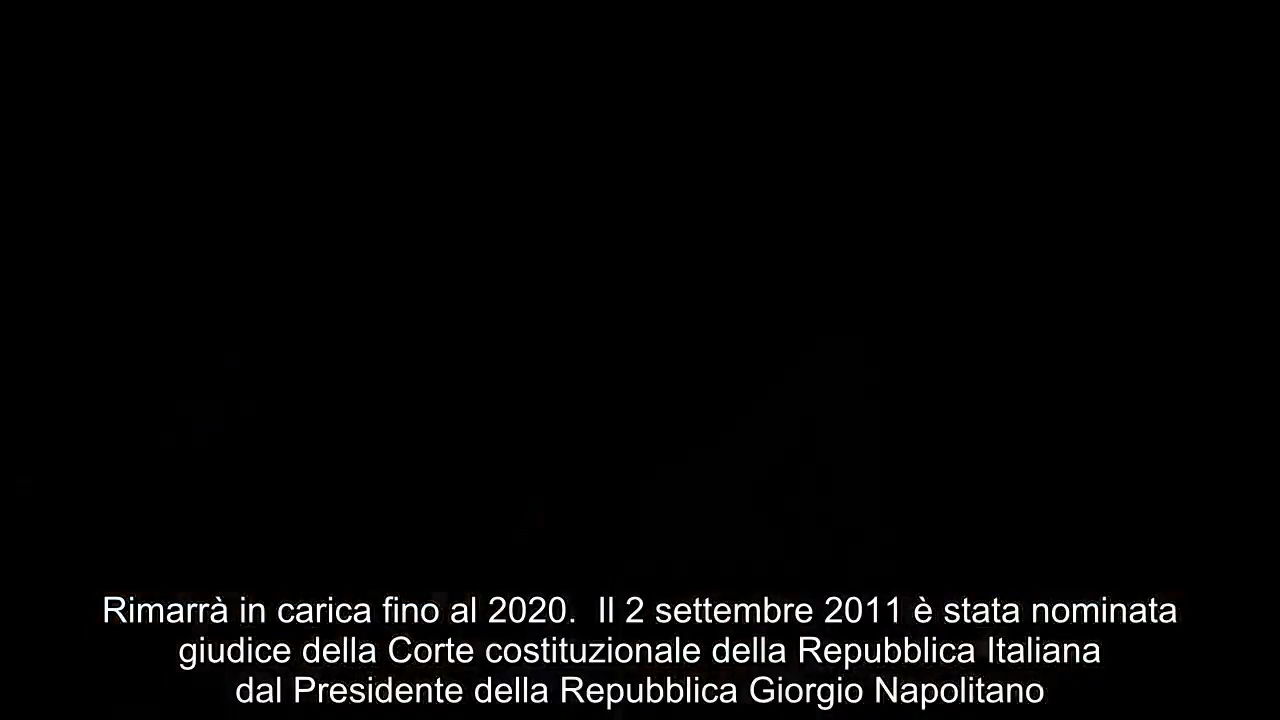 Rimarrà in carica fino al 2020.  Il 2 settembre 2011 è stata nominata
giudice della Corte costituzionale della Repubblica Italiana
dal Presidente della Repubblica Giorgio Napolitano